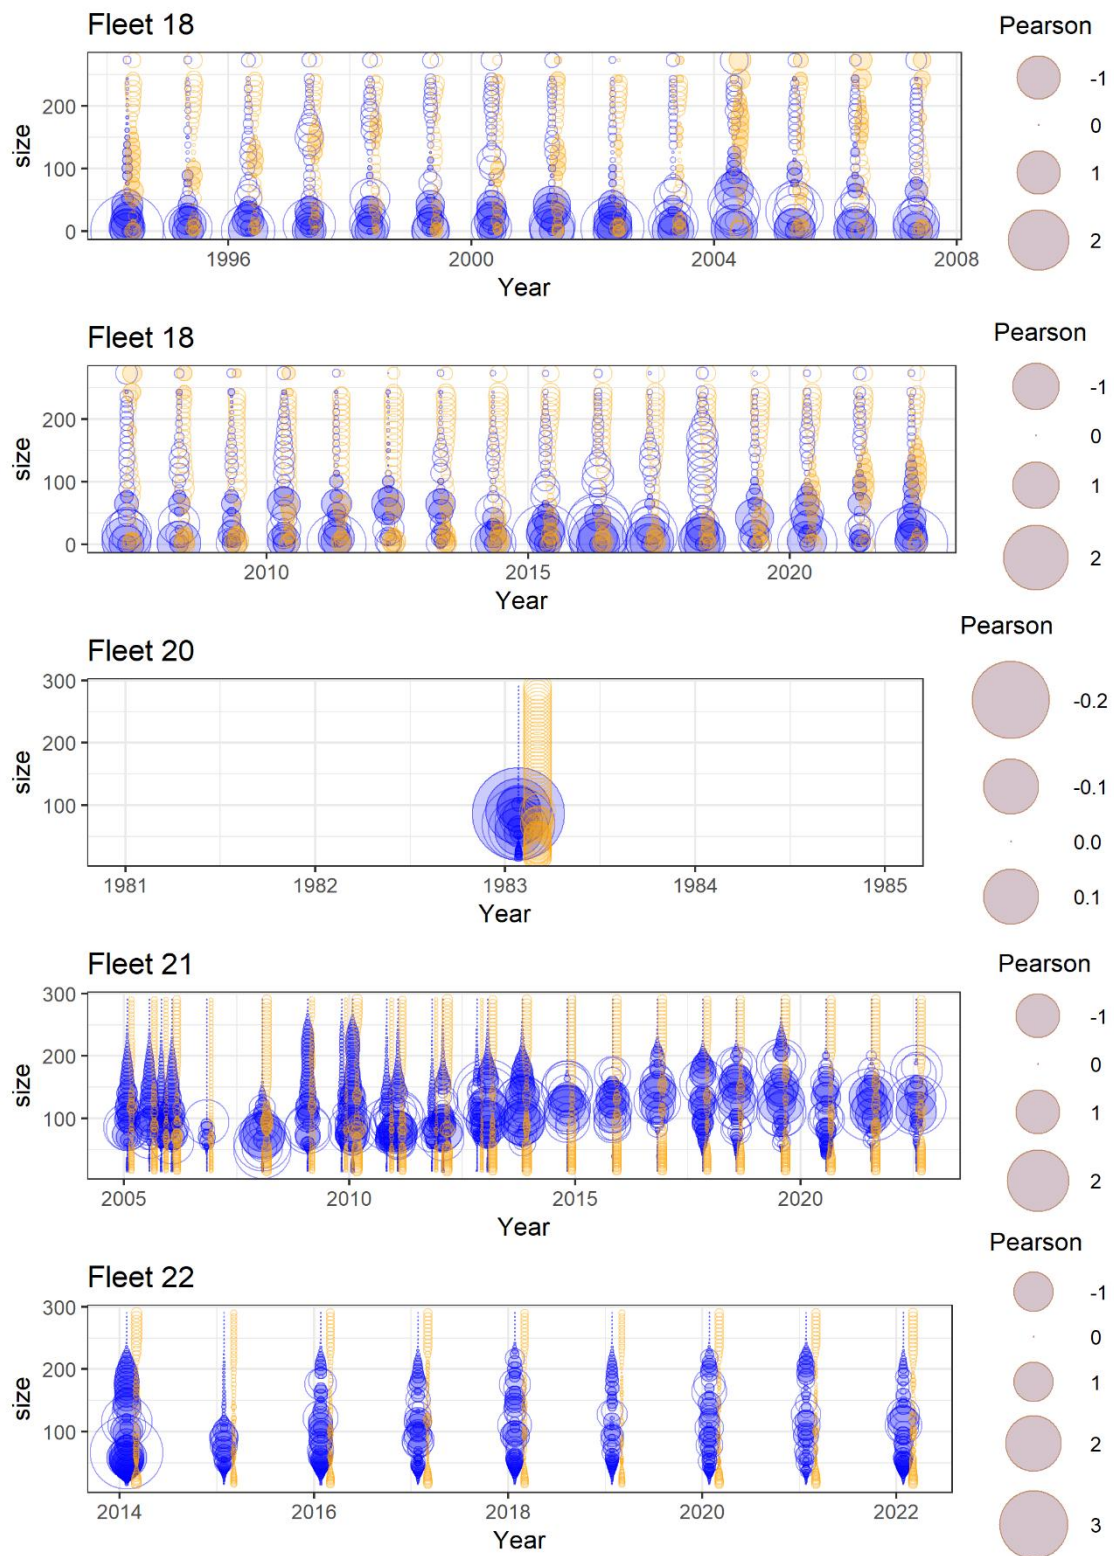 Fleet 18
Pearson
size
200
100
0
1996
2000
2004
2008
Year
-1
0
1
2
Fleet 18
Pearson
size
200
100
0
2010
2015
2020
Year
-1
0
1
2
Fleet 20
Pearson
size
300
200
100
1981
1982
1983
1984
1985
Year
-0.2
-0.1
0.0
0.1
Fleet 21
Pearson
size
300
200
100
2005
2010
2015
2020
Year
-1
0
1
2
Fleet 22
Pearson
size
300
200
100
2014
2016
2018
2020
2022
Year
-1
0
1
2
3